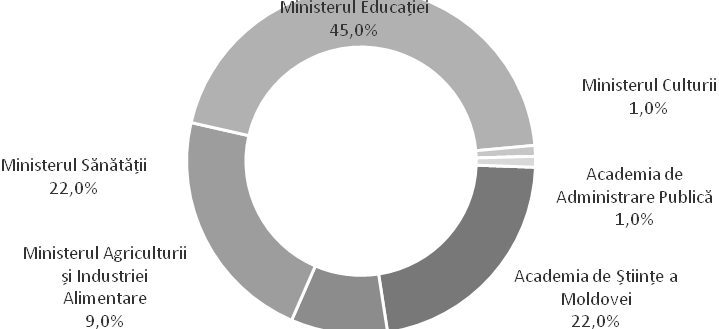 Ministerul Educației
45,0%
Ministerul Culturii
1,0%
Academia de
Administrare Publică
1,0%
Academia de Științe a
Moldovei
22,0%
Ministerul Agriculturii
și Industriei
Alimentare
9,0%
Ministerul Sănătății
22,0%